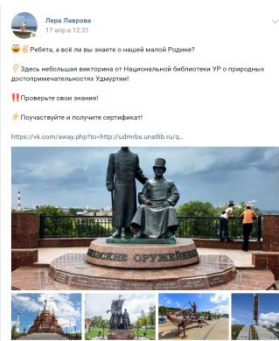 Лера Лаврова
17 апр в 12:31
Ребята, а всё ли вы знаете о нашей малой Родине?
Здесь небольшая викторина от Национальной библиотеки УР о природных
достопримечательностях Удмуртии!
Проверьте свои знания!
Поучаствуйте и получите сертификат!
https://vk.com/away.php?to=http://udmrbs.unatlib.ru/q..
ОРУЖЕЙНИ